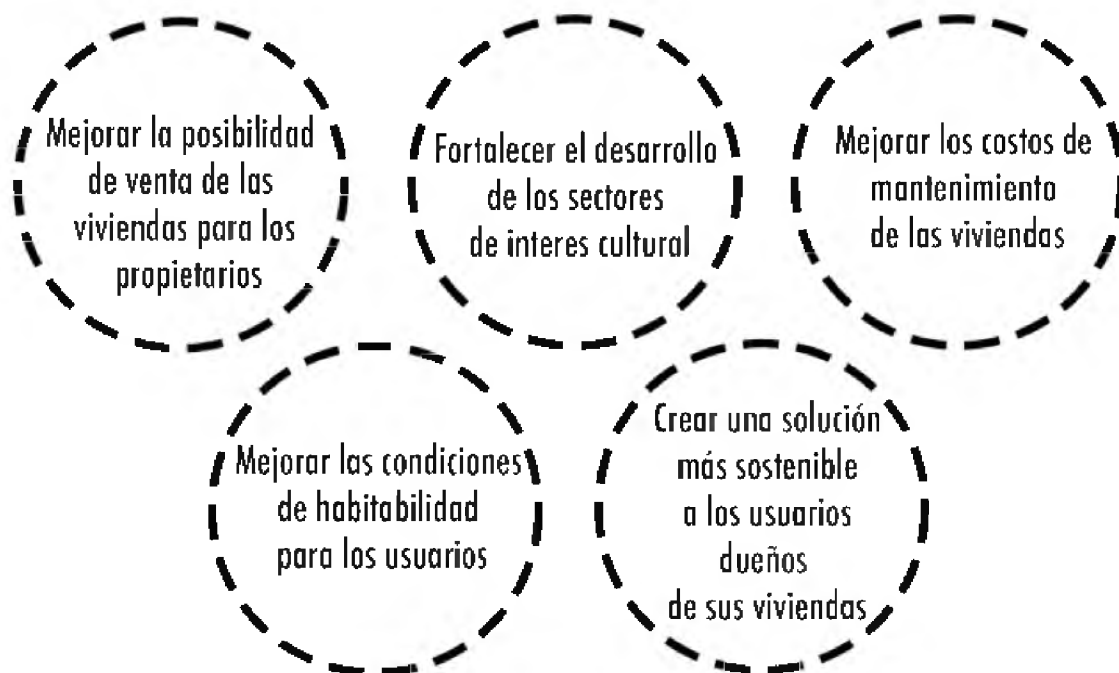 Mejorar la posibilidad
de venta de las
viviendas para los
propietarios
Fortalecer el desarrollo
de los sectores
de interes cultural
Mejorar los costos de
mantenimiento
de las viviendas
Mejorar las condiciones
de habitabilidad
para los usuarios
Crear una solución
más sostenible
a los usuarios
dueños
de sus viviendas